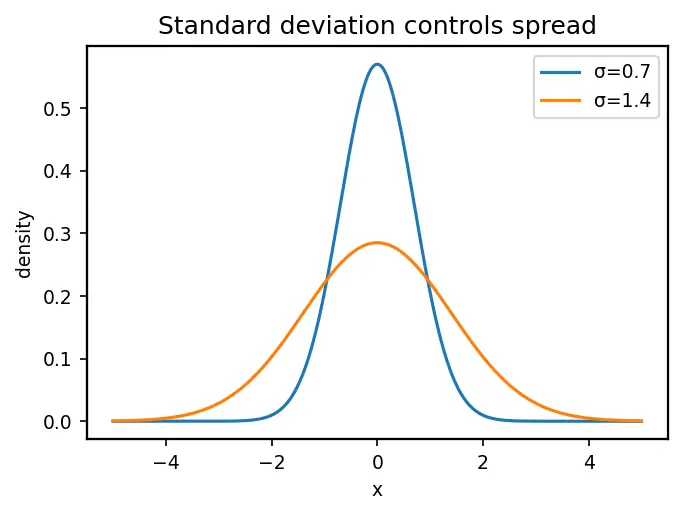 Standard deviation controls spread
σ=0.7
σ=1.4
density
0.5
0.4
0.3
0.2
0.1
0.0
−4
−2
0
2
4
x